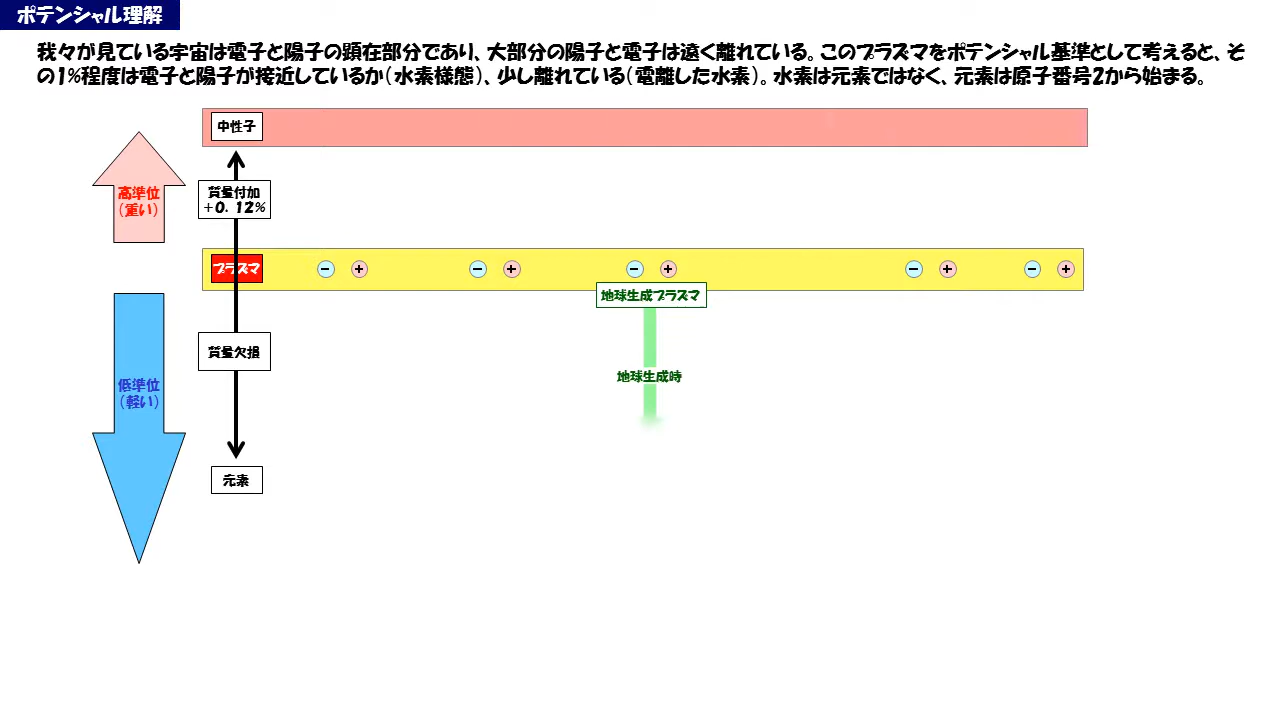 ポテンシャル理解
我々が見ている宇宙は電子と陽子の顕在部分であり、大部分の陽子と電子は遠く離れている。このプラズマをポテンシャル基準として考えると、そ
の1%程度は電子と陽子が接近しているか（水素様態）、少し離れている（電離した水素）。水素は元素ではなく、元素は原子番号2から始まる。
中性子
高準位
（重い）
質量付加
＋0．12%
プラズマ
− + − + − + − + − +
地球生成プラズマ
質量欠損
地球生成時
低準位
（軽い）
元素